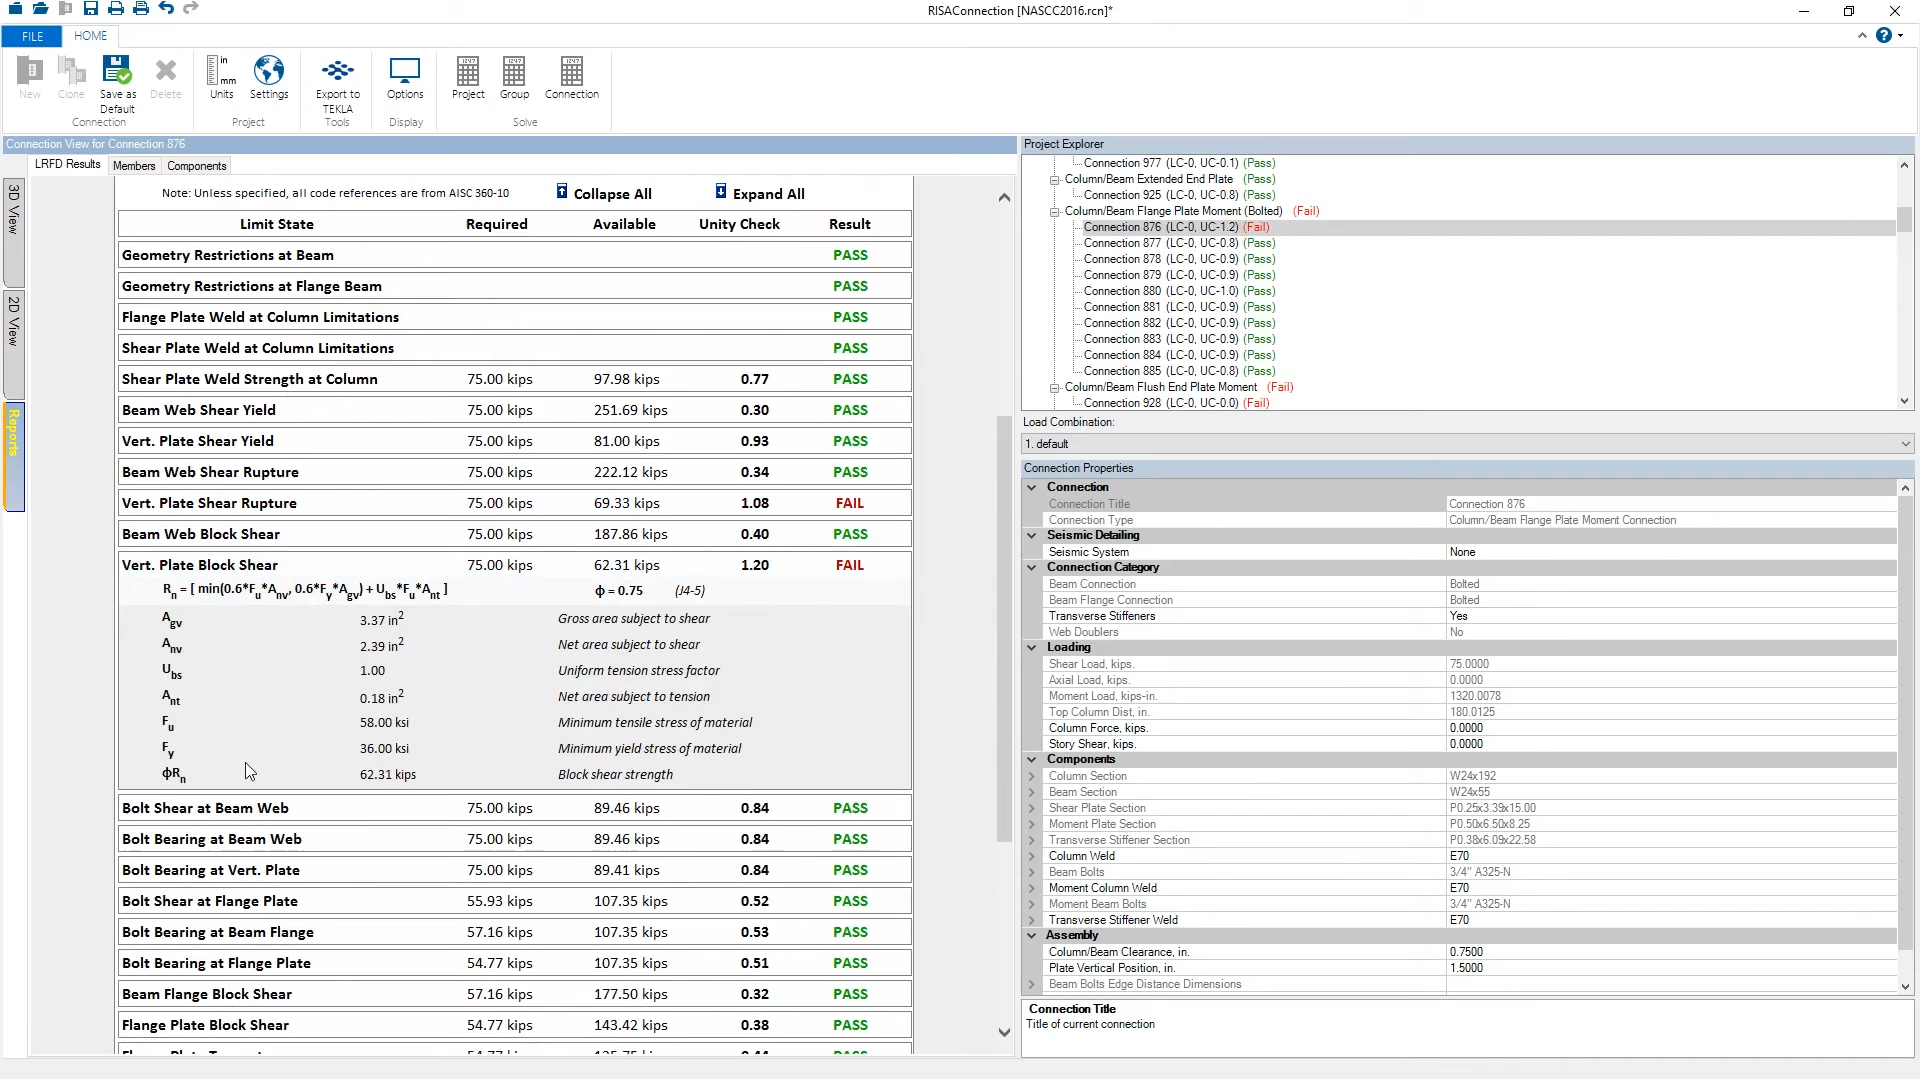 RISAConnection [NASCC2016.rcn]*
FILE
HOME
New
Clone
Save as
Default
Delete
Connection
in
mm
Units
Settings
Project
Export to
TEKLA
Tools
Options
Display
Project
Group
Connection
Solve
Connection View for Connection 876
LRFD Results
Members
Components
3D View
2D View
Reports
Note: Unless specified, all code references are from AISC 360-10
Collapse All
Expand All
Limit State Required Available Unity Check Result
Geometry Restrictions at Beam PASS
Geometry Restrictions at Flange Beam PASS
Flange Plate Weld at Column Limitations PASS
Shear Plate Weld at Column Limitations PASS
Shear Plate Weld Strength at Column 75.00 kips 97.98 kips 0.77 PASS
Beam Web Shear Yield 75.00 kips 251.69 kips 0.30 PASS
Vert. Plate Shear Yield 75.00 kips 81.00 kips 0.93 PASS
Beam Web Shear Rupture 75.00 kips 222.12 kips 0.34 PASS
Vert. Plate Shear Rupture 75.00 kips 69.33 kips 1.08 FAIL
Beam Web Block Shear 75.00 kips 187.86 kips 0.40 PASS
Vert. Plate Block Shear 75.00 kips 62.31 kips 1.20 FAIL
Rn = [ min(0.6*Fu*Anv, 0.6*Fy*Agv) + Ubs*Fu*Ant ] ϕ = 0.75 (J4-5)
Agv 3.37 in2 Gross area subject to shear
Anv 2.39 in2 Net area subject to shear
Ubs 1.00 Uniform tension stress factor
Ant 0.18 in2 Net area subject to tension
Fu 58.00 ksi Minimum tensile stress of material
Fy 36.00 ksi Minimum yield stress of material
ϕRn 62.31 kips Block shear strength
Bolt Shear at Beam Web 75.00 kips 89.46 kips 0.84 PASS
Bolt Bearing at Beam Web 75.00 kips 89.46 kips 0.84 PASS
Bolt Bearing at Vert. Plate 75.00 kips 89.41 kips 0.84 PASS
Bolt Shear at Flange Plate 55.93 kips 107.35 kips 0.52 PASS
Bolt Bearing at Beam Flange 57.16 kips 107.35 kips 0.53 PASS
Bolt Bearing at Flange Plate 54.77 kips 107.35 kips 0.51 PASS
Beam Flange Block Shear 57.16 kips 177.50 kips 0.32 PASS
Flange Plate Block Shear 54.77 kips 143.42 kips 0.38 PASS
Project Explorer
Connection 977 (LC-0, UC-0.1) (Pass)
Column/Beam Extended End Plate (Pass)
Connection 925 (LC-0, UC-0.8) (Pass)
Column/Beam Flange Plate Moment (Bolted) (Fail)
Connection 876 (LC-0, UC-1.2) (Fail)
Connection 877 (LC-0, UC-0.8) (Pass)
Connection 878 (LC-0, UC-0.9) (Pass)
Connection 879 (LC-0, UC-0.9) (Pass)
Connection 880 (LC-0, UC-1.0) (Pass)
Connection 881 (LC-0, UC-0.9) (Pass)
Connection 882 (LC-0, UC-0.9) (Pass)
Connection 883 (LC-0, UC-0.9) (Pass)
Connection 884 (LC-0, UC-0.9) (Pass)
Connection 885 (LC-0, UC-0.8) (Pass)
Column/Beam Flush End Plate Moment (Fail)
Connection 928 (LC-0, UC-0.0) (Fail)
Load Combination:
1. default
Connection Properties
Connection
Connection Title Connection 876
Connection Type Column/Beam Flange Plate Moment Connection
Seismic Detailing
Seismic System None
Connection Category
Beam Connection Bolted
Beam Flange Connection Bolted
Transverse Stiffeners Yes
Web Doublers No
Loading
Shear Load, kips. 75.0000
Axial Load, kips. 0.0000
Moment Load, kips-in. 1320.0078
Top Column Dist, in. 180.0125
Column Force, kips. 0.0000
Story Shear, kips. 0.0000
Components
Column Section W24x192
Beam Section W24x55
Shear Plate Section P0.25x3.39x15.00
Moment Plate Section P0.50x6.50x8.25
Transverse Stiffener Section P0.38x6.09x22.58
Column Weld E70
Beam Bolts 3/4" A325-N
Moment Column Weld E70
Moment Beam Bolts 3/4" A325-N
Transverse Stiffener Weld E70
Assembly
Column/Beam Clearance, in. 0.7500
Plate Vertical Position, in. 1.5000
Beam Bolts Edge Distance Dimensions
Connection Title
Title of current connection